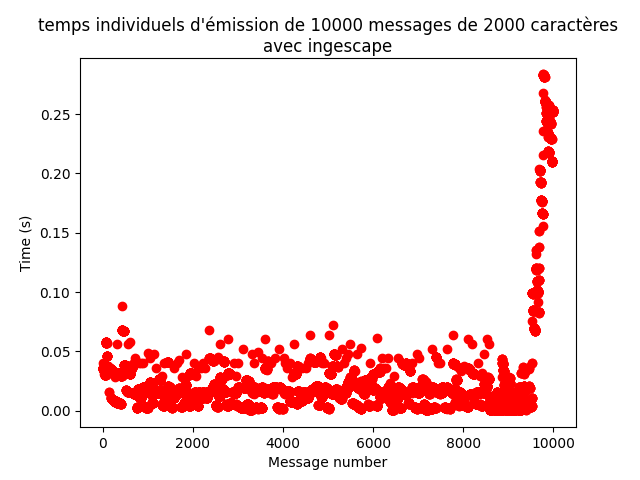 temps individuels d'émission de 10000 messages de 2000 caractères
avec ingescape
0.25
0.20
0.15
0.10
0.05
0.00
Time (s)
0 2000 4000 6000 8000 10000
Message number